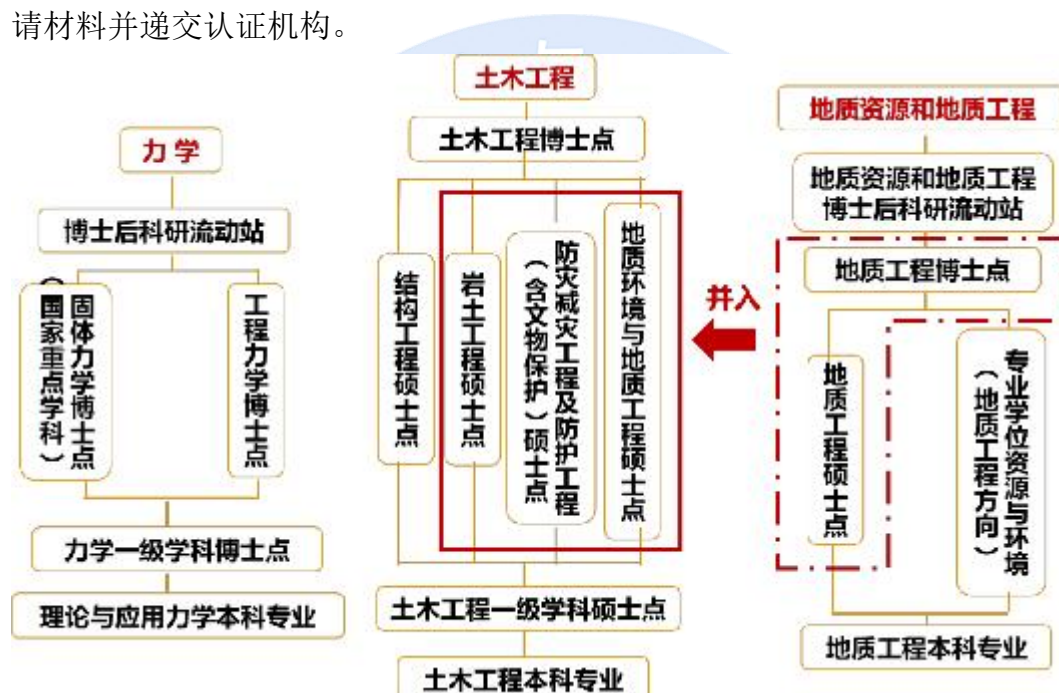 请材料并递交认证机构。
力学
博士后科研流动站
固体力学博士点
（国家重点学科）
工程力学博士点
力学一级学科博士点
理论与应用力学本科专业
土木工程
土木工程博士点
结构工程硕士点
岩土工程硕士点
防灾减灾工程及防护工程
（含文物保护）硕士点
地质环境与地质工程硕士点
土木工程一级学科硕士点
土木工程本科专业
并入
地质资源和地质工程
地质资源和地质工程
博士后科研流动站
地质工程博士点
地质工程硕士点
专业学位资源与环境
（地质工程方向）
地质工程本科专业